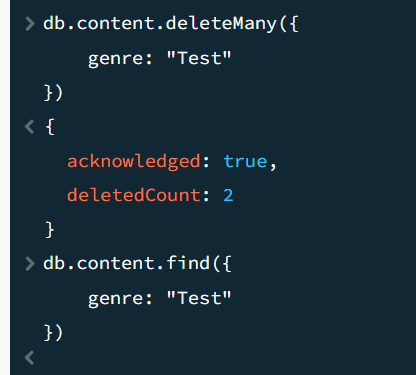 > db.content.deleteMany({
genre: "Test"
})
< {
acknowledged: true,
deletedCount: 2
}
> db.content.find({
genre: "Test"
})
<